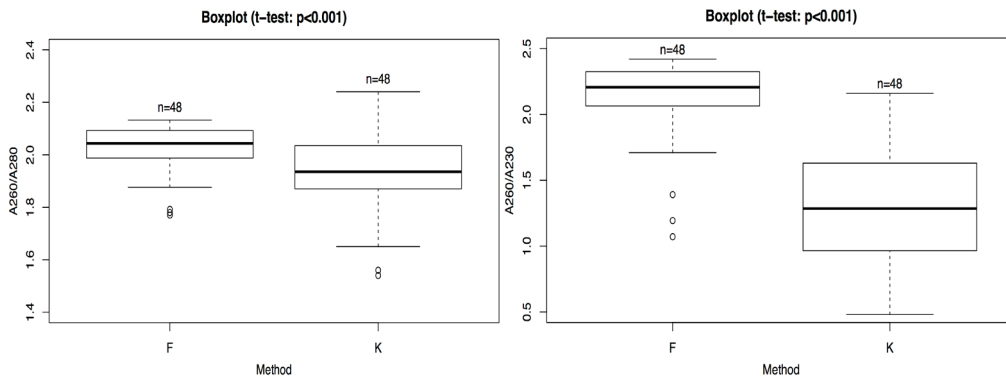 Boxplot (t-test: p<0.001)
A260/A280
2.4
2.2
2.0
1.8
1.6
1.4
n=48
n=48
F
K
Method
Boxplot (t-test: p<0.001)
A260/A230
2.5
2.0
1.5
1.0
0.5
n=48
n=48
F
K
Method